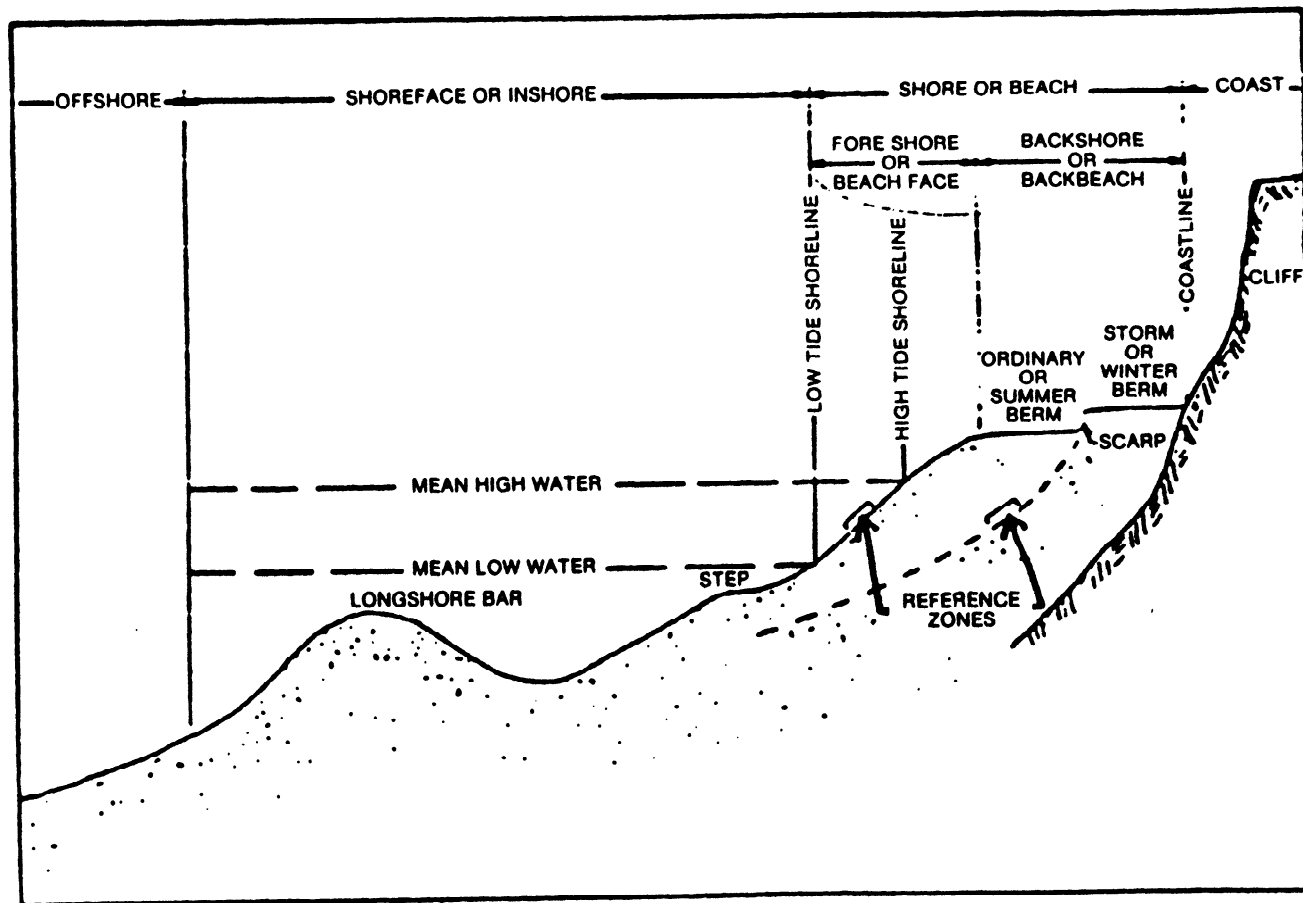 OFFSHORE
SHOREFACE OR INSHORE
SHORE OR BEACH
COAST
FORE SHORE
OR
BEACH FACE
BACKSHORE
OR
BACKBEACH
LOW TIDE SHORELINE
HIGH TIDE SHORELINE
COASTLINE
CLIFF
ORDINARY
OR
SUMMER
BERM
STORM
OR
WINTER
BERM
SCARP
MEAN HIGH WATER
MEAN LOW WATER
STEP
LONGSHORE BAR
REFERENCE
ZONES